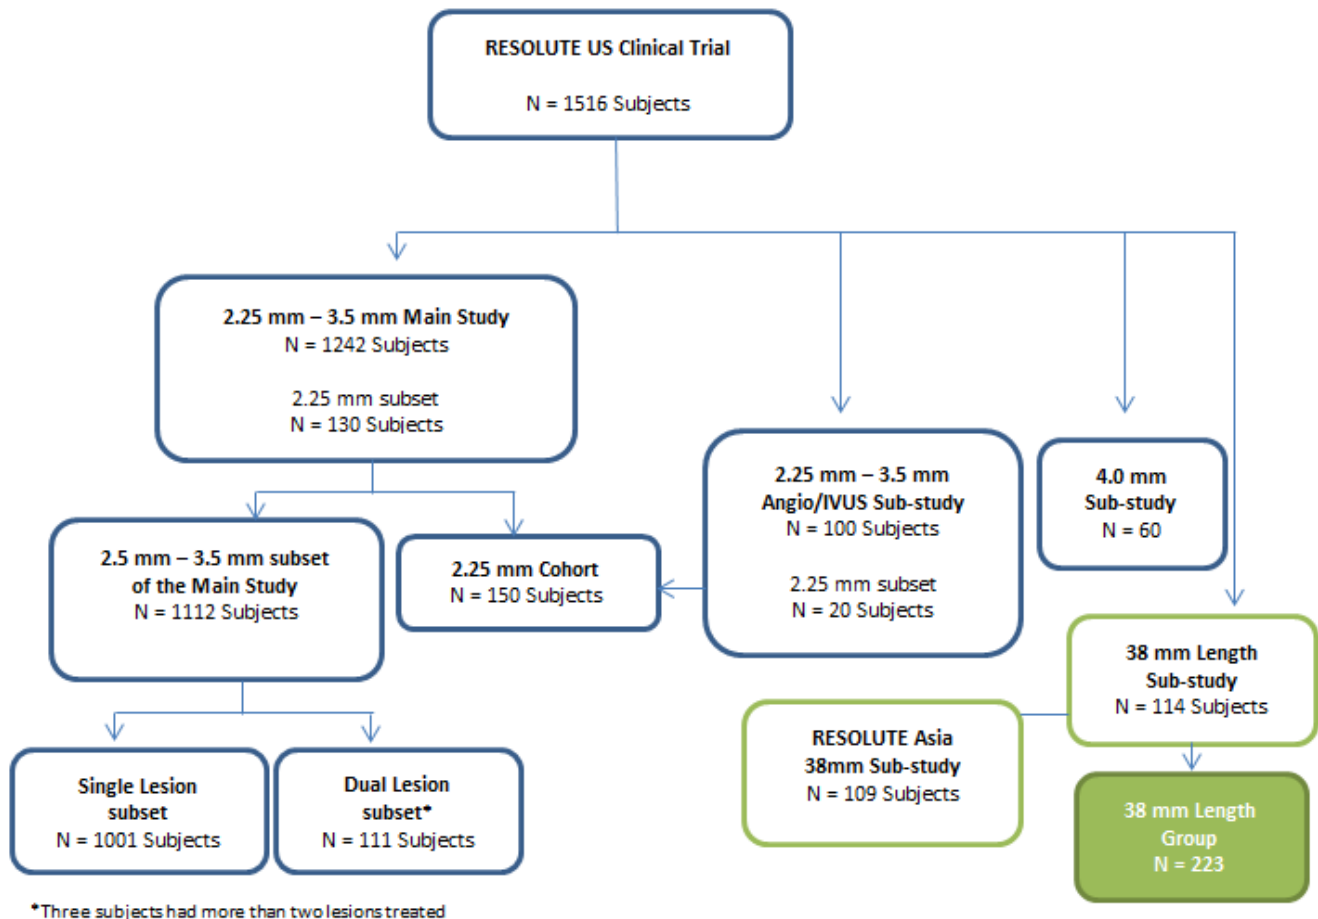 RESOLUTE US Clinical Trial
N = 1516 Subjects
2.25 mm – 3.5 mm Main Study
N = 1242 Subjects
2.25 mm subset
N = 130 Subjects
2.5 mm – 3.5 mm subset
of the Main Study
N = 1112 Subjects
2.25 mm Cohort
N = 150 Subjects
2.25 mm – 3.5 mm
Angio/IVUS Sub-study
N = 100 Subjects
2.25 mm subset
N = 20 Subjects
4.0 mm
Sub-study
N = 60
38 mm Length
Sub-study
N = 114 Subjects
RESOLUTE Asia
38mm Sub-study
N = 109 Subjects
38 mm Length
Group
N = 223
Single Lesion
subset
N = 1001 Subjects
Dual Lesion
subset*
N = 111 Subjects
*Three subjects had more than two lesions treated